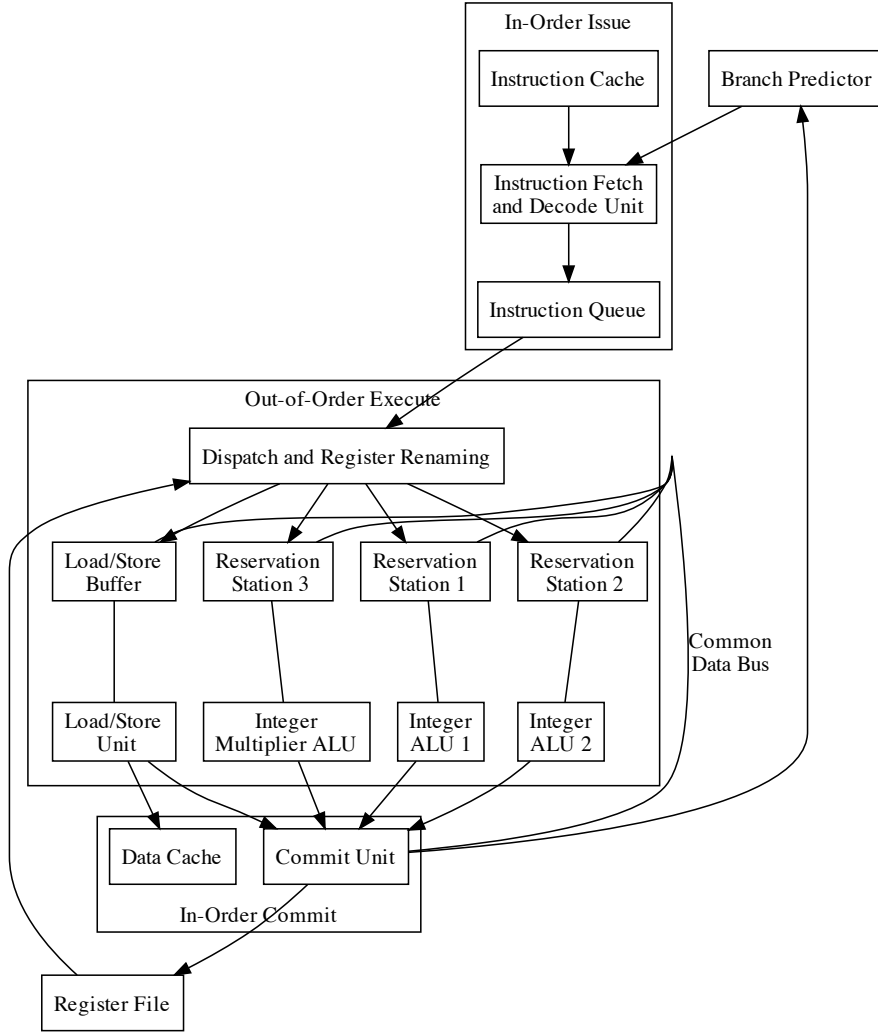 In-Order Issue
Instruction Cache
Branch Predictor
Instruction Fetch
and Decode Unit
Instruction Queue
Out-of-Order Execute
Dispatch and Register Renaming
Load/Store
Buffer
Reservation
Station 3
Reservation
Station 1
Reservation
Station 2
Common
Data Bus
Load/Store
Unit
Integer
Multiplier ALU
Integer
ALU 1
Integer
ALU 2
Data Cache
Commit Unit
In-Order Commit
Register File